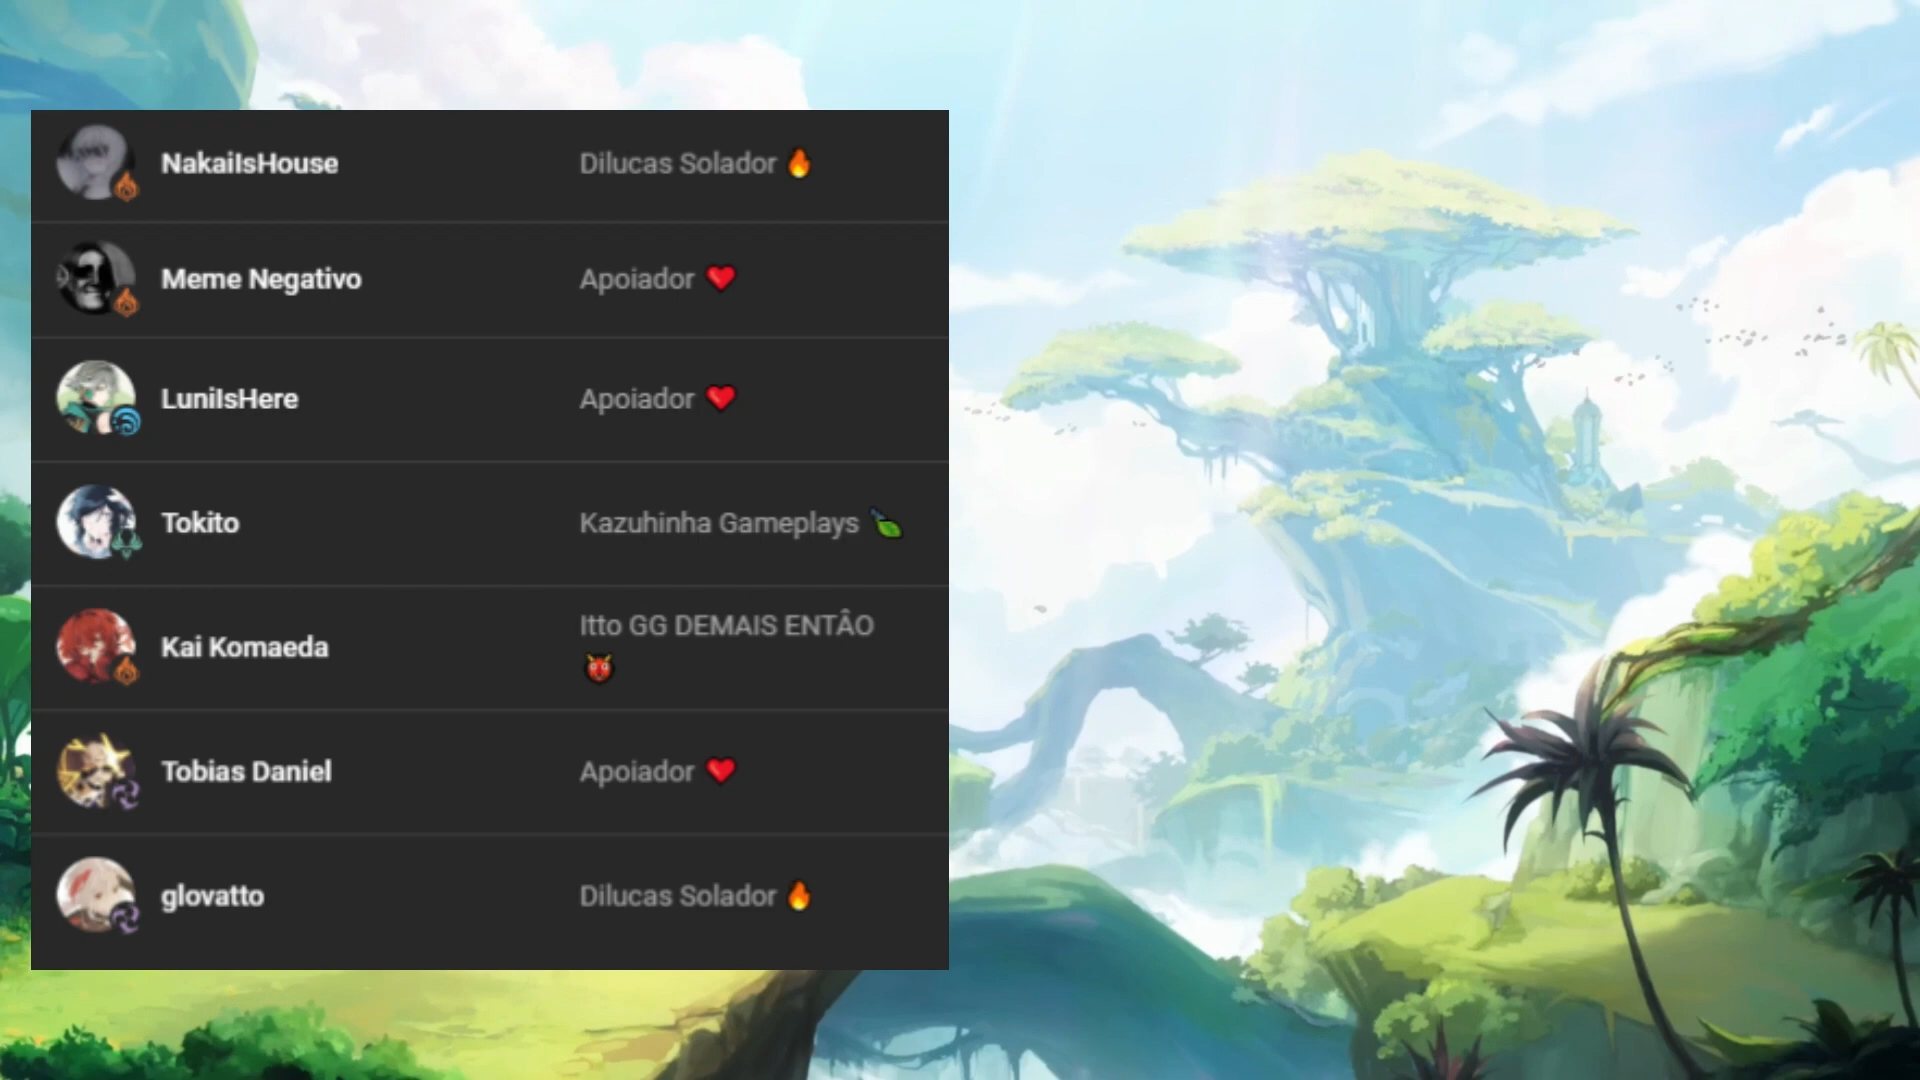 NakaiIsHouse Dilucas Solador 🔥
Meme Negativo Apoiador ❤️
LuniIsHere Apoiador ❤️
Tokito Kazuhinha Gameplays 🍃
Kai Komaeda Itto GG DEMAIS ENTÂO
👹
Tobias Daniel Apoiador ❤️
glovatto Dilucas Solador 🔥